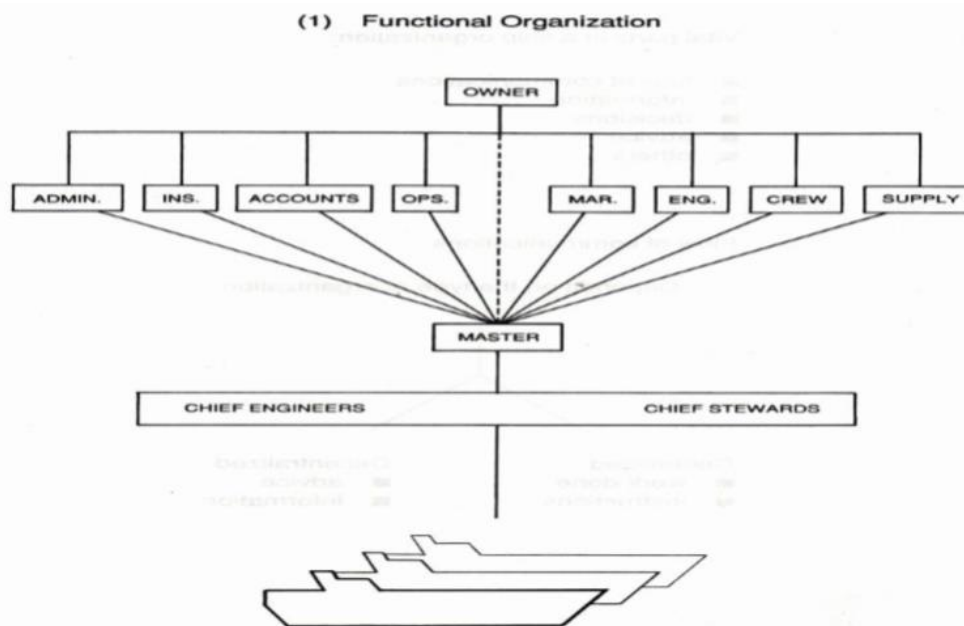 (1) Functional Organization
OWNER
ADMIN. INS. ACCOUNTS OPS. MAR. ENG. CREW SUPPLY
MASTER
CHIEF ENGINEERS CHIEF STEWARDS